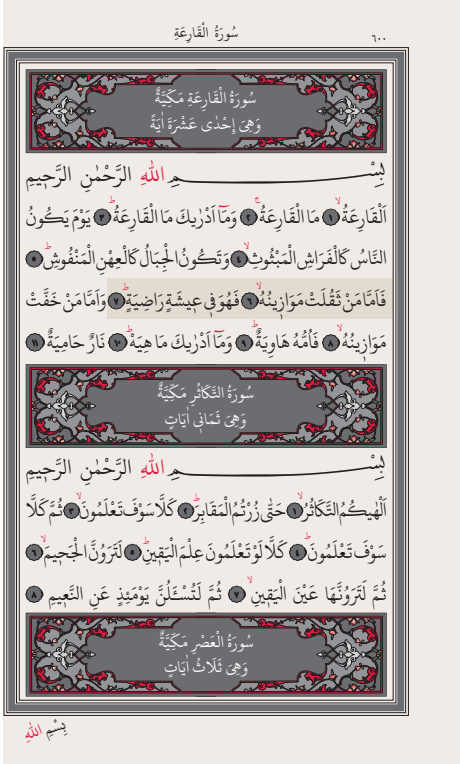 سُورَةُ الْقَارِعَةِ
٦٠٠
سُورَةُ الْقَارِعَةِ مَكِّيَّةٌ
وَهِيَ إِحْدٰى عَشْرَةَ اٰيَةً
بِسْمِ اللّٰهِ الرَّحْمٰنِ الرَّحِيمِ
اَلْقَارِعَةُۙ ١ مَا الْقَارِعَةُۚ ٢ وَمَٓا اَدْرٰيكَ مَا الْقَارِعَةُۜ ٣ يَوْمَ يَكُونُ
النَّاسُ كَالْفَرَاشِ الْمَبْثُوثِۙ ٤ وَتَكُونُ الْجِبَالُ كَالْعِهْنِ الْمَنْفُوشِۜ ٥
فَاَمَّا مَنْ ثَقُلَتْ مَوَازِينُهُۙ ٦ فَهُوَ فِي عِيشَةٍ رَاضِيَةٍۜ ٧ وَاَمَّا مَنْ خَفَّتْ
مَوَازِينُهُۙ ٨ فَاُمُّهُ هَاوِيَةٌۜ ٩ وَمَٓا اَدْرٰيكَ مَا هِيَهْۜ ١٠ نَارٌ حَامِيَةٌ ١١
سُورَةُ التَّكَاثُرِ مَكِّيَّةٌ
وَهِيَ ثَمَانِي اٰيَاتٍ
بِسْمِ اللّٰهِ الرَّحْمٰنِ الرَّحِيمِ
اَلْهٰيكُمُ التَّكَاثُرُۙ ١ حَتّٰى زُرْتُمُ الْمَقَابِرَۜ ٢ كَلَّا سَوْفَ تَعْلَمُونَۙ ٣ ثُمَّ كَلَّا
سَوْفَ تَعْلَمُونَۜ ٤ كَلَّا لَوْ تَعْلَمُونَ عِلْمَ الْيَقِينِۜ ٥ لَتَرَوُنَّ الْجَحِيمَۙ ٦
ثُمَّ لَتَرَوُنَّهَا عَيْنَ الْيَقِينِۙ ٧ ثُمَّ لَتُسْـَٔلُنَّ يَوْمَئِذٍ عَنِ النَّعِيمِ ٨
سُورَةُ الْعَصْرِ مَكِّيَّةٌ
وَهِيَ ثَلَاثُ اٰيَاتٍ
بِسْمِ اللّٰهِ